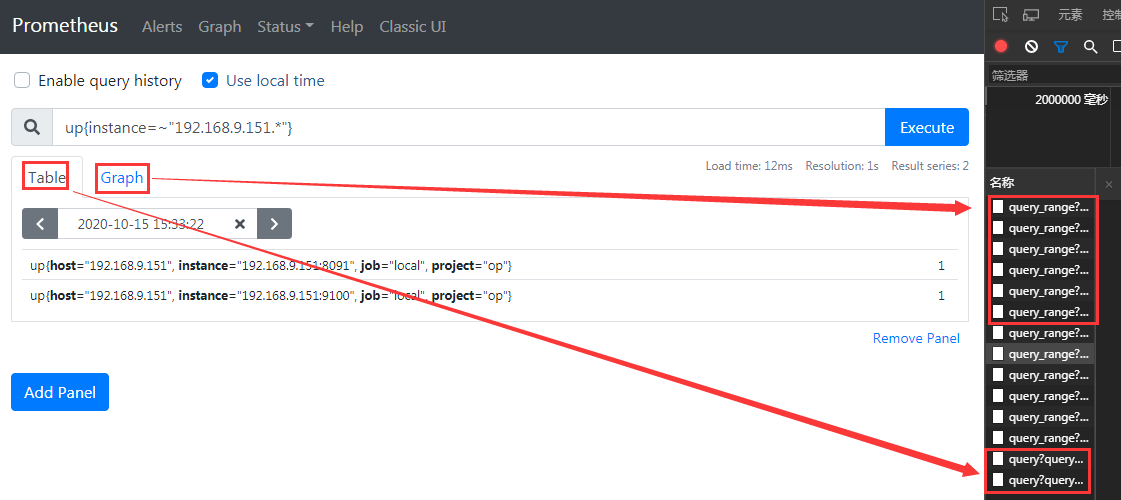 Prometheus Alerts Graph Status Help Classic UI
Enable query history Use local time
up{instance=~"192.168.9.151.*"} Execute
Table Graph Load time: 12ms Resolution: 1s Result series: 2
2020-10-15 15:33:22
up{host="192.168.9.151", instance="192.168.9.151:8091", job="local", project="op"} 1
up{host="192.168.9.151", instance="192.168.9.151:9100", job="local", project="op"} 1
Remove Panel
Add Panel
元素
筛选器
2000000 毫秒
名称
query_range?...
query_range?...
query_range?...
query_range?...
query_range?...
query_range?...
query_range?...
query_range?...
query_range?...
query_range?...
query_range?...
query_range?...
query?query...
query?query...